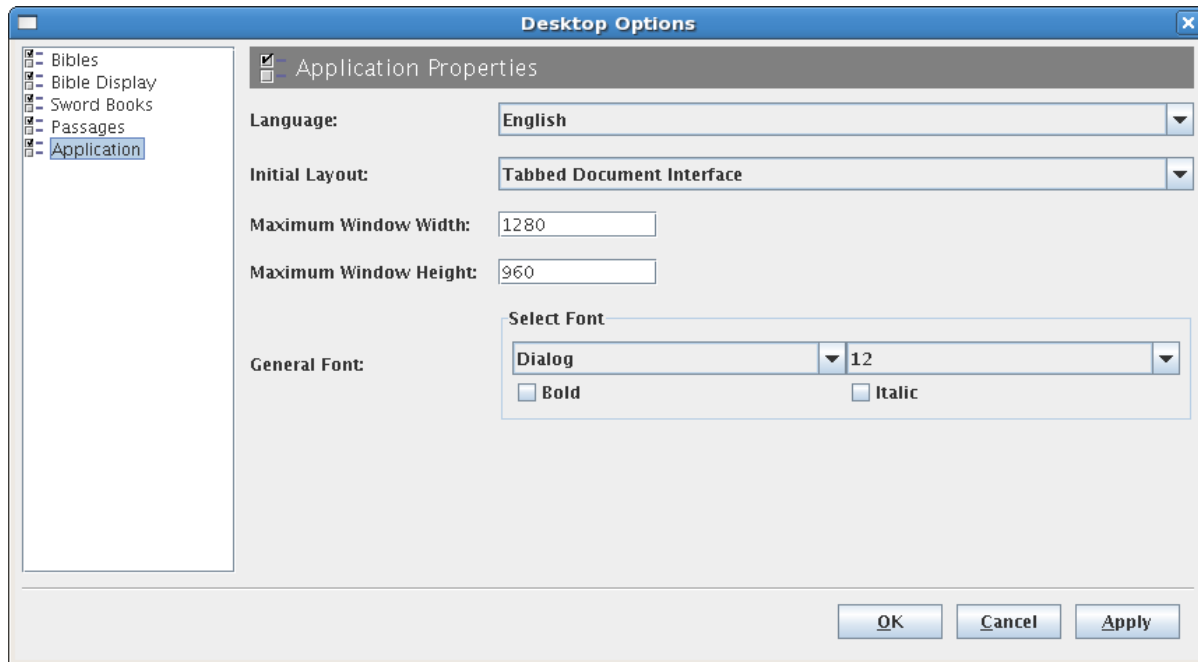 Desktop Options
Bibles
Bible Display
Sword Books
Passages
Application
Application Properties
Language: English
Initial Layout: Tabbed Document Interface
Maximum Window Width: 1280
Maximum Window Height: 960
Select Font
General Font: Dialog 12
Bold Italic
OK Cancel Apply